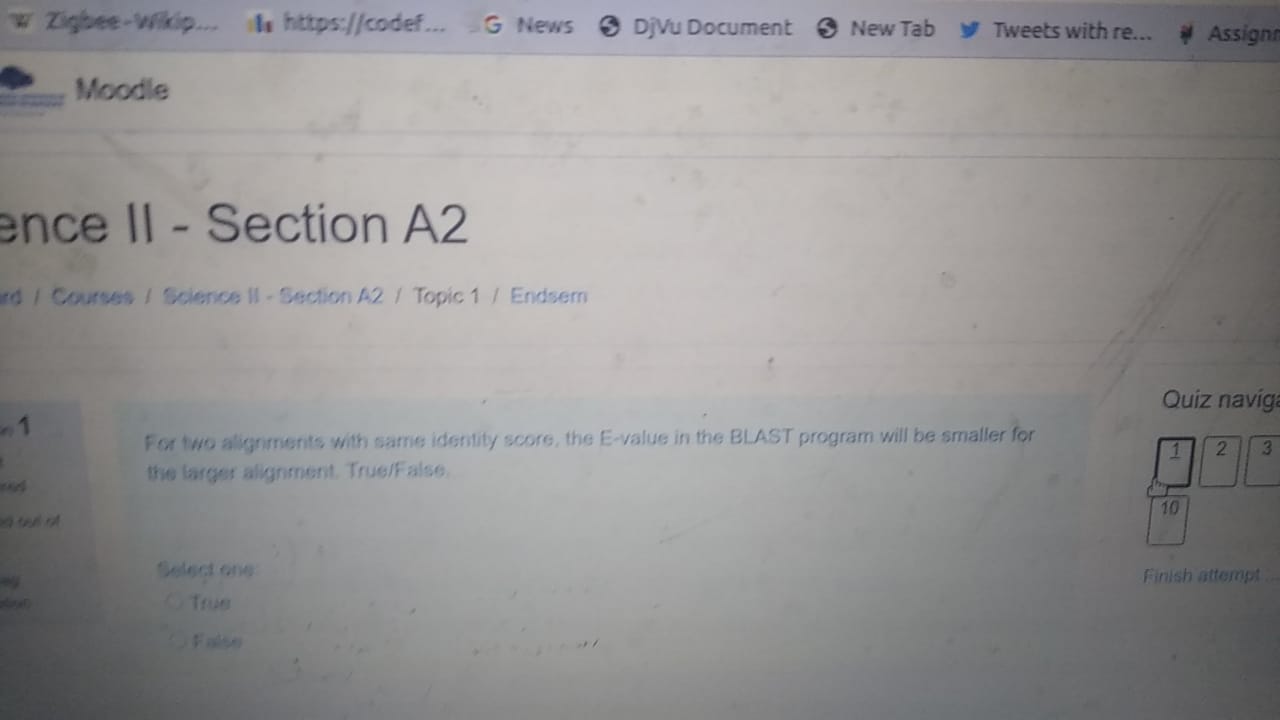 Zigbee - Wikip... https://codef... News DjVu Document New Tab Tweets with re... Assignm
Moodle
ence II - Section A2
rd / Courses / Science II - Section A2 / Topic 1 / Endsem
1
out of
For two alignments with same identity score, the E-value in the BLAST program will be smaller for
the larger alignment. True/False.
Select one:
True
False
Quiz naviga
1 2 3
10
Finish attempt ...